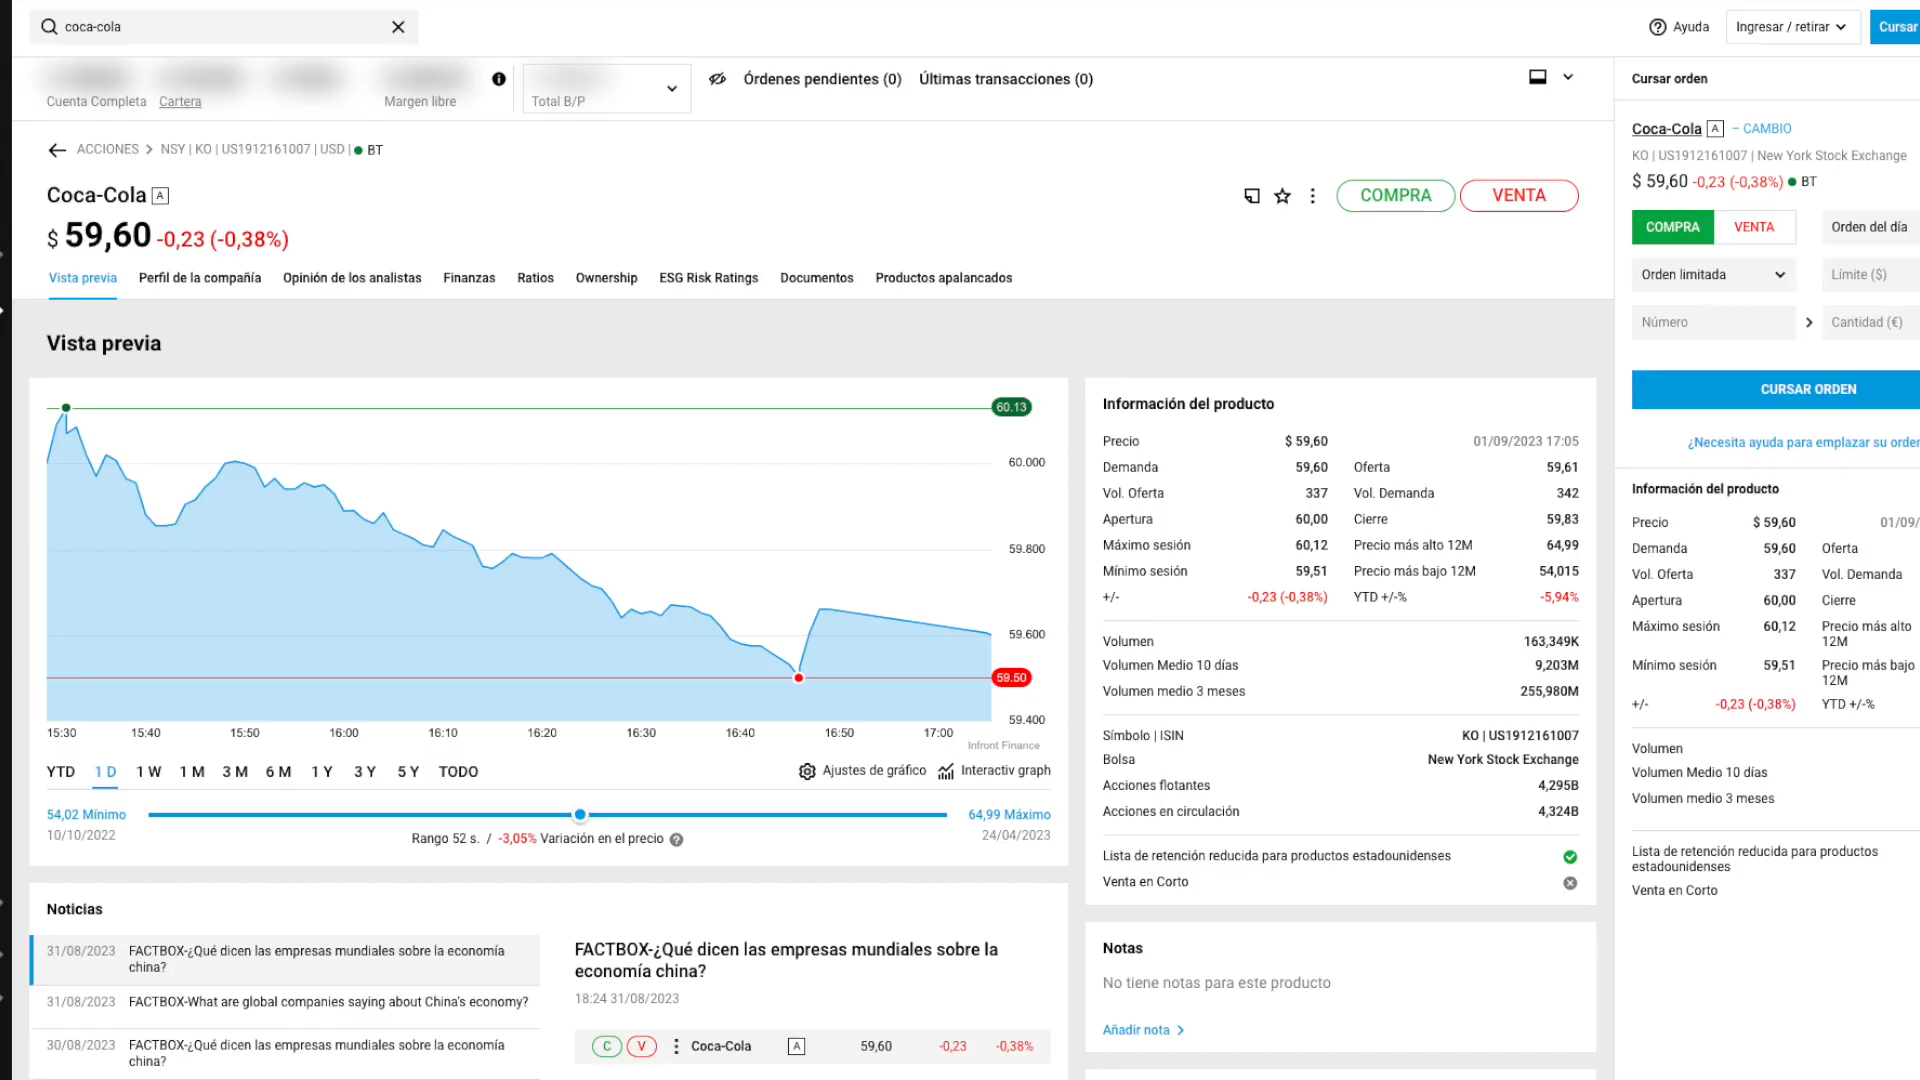 coca-cola
Ayuda
Ingresar / retirar
Cursar
Cuenta Completa
Cartera
Margen libre
Total B/P
Órdenes pendientes (0)
Últimas transacciones (0)
ACCIONES > NSY | KO | US1912161007 | USD | BT
Coca-Cola A
$ 59,60 -0,23 (-0,38%)
COMPRA
VENTA
Vista previa
Perfil de la compañía
Opinión de los analistas
Finanzas
Ratios
Ownership
ESG Risk Ratings
Documentos
Productos apalancados
Vista previa
60.13
60.000
59.800
59.600
59.50
59.400
15:30 15:40 15:50 16:00 16:10 16:20 16:30 16:40 16:50 17:00
Infront Finance
YTD 1 D 1 W 1 M 3 M 6 M 1 Y 3 Y 5 Y TODO
Ajustes de gráfico
Interactiv graph
54,02 Mínimo
64,99 Máximo
10/10/2022
Rango 52 s. / -3,05% Variación en el precio ?
24/04/2023
Noticias
31/08/2023 FACTBOX-¿Qué dicen las empresas mundiales sobre la economía
china?
31/08/2023 FACTBOX-What are global companies saying about China's economy?
30/08/2023 FACTBOX-¿Qué dicen las empresas mundiales sobre la economía
china?
FACTBOX-¿Qué dicen las empresas mundiales sobre la
economía china?
18:24 31/08/2023
C V Coca-Cola A 59,60 -0,23 -0,38%
Información del producto
Precio $ 59,60 01/09/2023 17:05
Demanda 59,60 Oferta 59,61
Vol. Oferta 337 Vol. Demanda 342
Apertura 60,00 Cierre 59,83
Máximo sesión 60,12 Precio más alto 12M 64,99
Mínimo sesión 59,51 Precio más bajo 12M 54,015
+/- -0,23 (-0,38%) YTD +/-% -5,94%
Volumen 163,349K
Volumen Medio 10 días 9,203M
Volumen medio 3 meses 255,980M
Símbolo | ISIN KO | US1912161007
Bolsa New York Stock Exchange
Acciones flotantes 4,295B
Acciones en circulación 4,324B
Lista de retención reducida para productos estadounidenses
Venta en Corto
Notas
No tiene notas para este producto
Añadir nota >
Cursar orden
Coca-Cola A – CAMBIO
KO | US1912161007 | New York Stock Exchange
$ 59,60 -0,23 (-0,38%) BT
COMPRA VENTA Orden del día
Orden limitada Límite ($)
Número > Cantidad (€)
CURSAR ORDEN
¿Necesita ayuda para emplazar su orden
Información del producto
Precio $ 59,60 01/09/
Demanda 59,60 Oferta
Vol. Oferta 337 Vol. Demanda
Apertura 60,00 Cierre
Máximo sesión 60,12 Precio más alto
12M
Mínimo sesión 59,51 Precio más bajo
12M
+/- -0,23 (-0,38%) YTD +/-%
Volumen
Volumen Medio 10 días
Volumen medio 3 meses
Lista de retención reducida para productos
estadounidenses
Venta en Corto